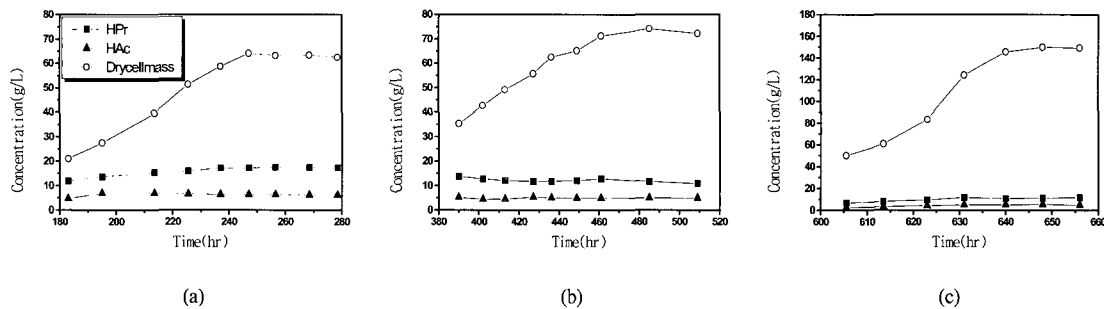 Concentration(g/L)
80
70
60
50
40
30
20
10
0
HPr
HAc
Drycellmass
180 200 220 240 260 280
Time(hr)
(a)
Concentration(g/L)
80
70
60
50
40
30
20
10
0
380 400 420 440 460 480 500 520
Time(hr)
(b)
Concentration(g/L)
180
160
140
120
100
80
60
40
20
0
600 610 620 630 640 650 660
Time(hr)
(c)